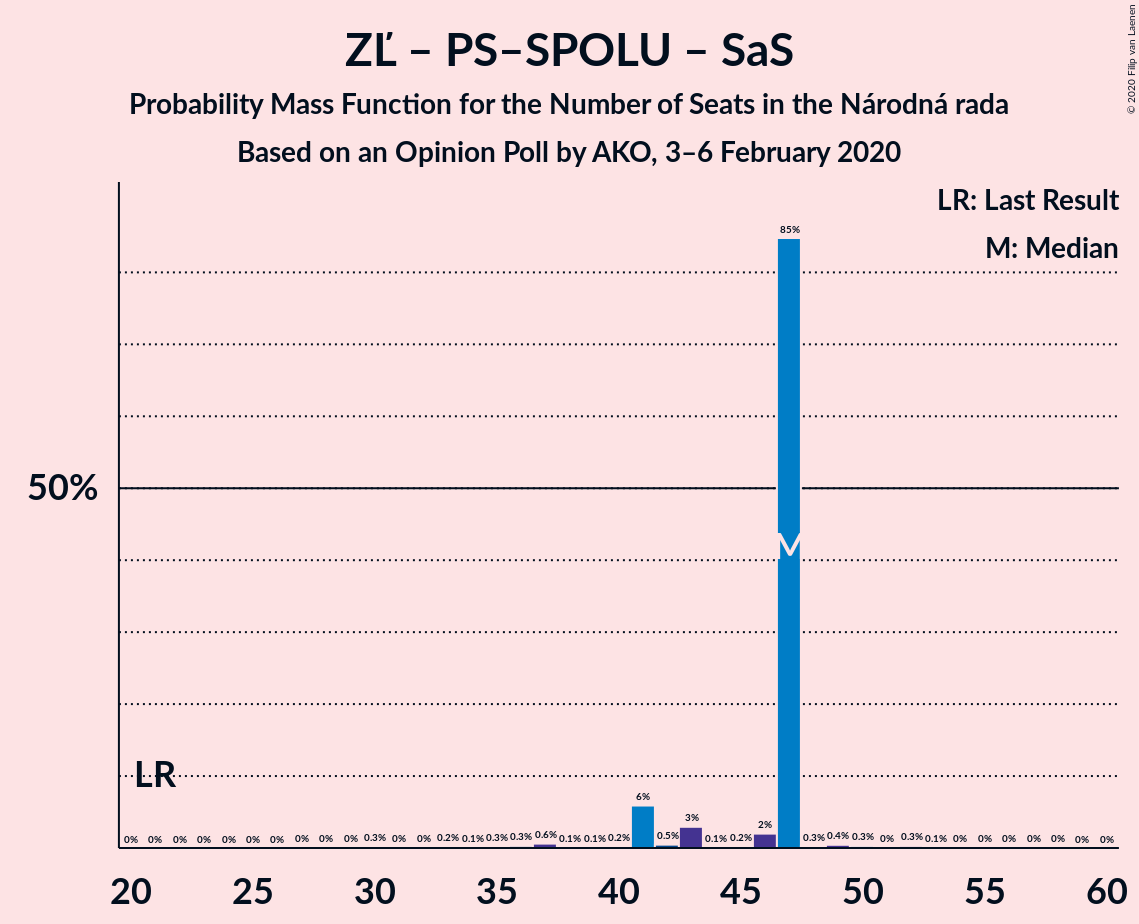 ZĽ – PS–SPOLU – SaS
Probability Mass Function for the Number of Seats in the Národná rada
Based on an Opinion Poll by AKO, 3–6 February 2020
© 2020 Filip van Laenen
LR: Last Result
M: Median
85%
50%
M
LR
0% 0% 0% 0% 0% 0% 0% 0% 0% 0% 0.3% 0% 0% 0.2% 0.1% 0.3% 0.3% 0.6% 0.1% 0.1% 0.2% 6% 0.5% 3% 0.1% 0.2% 2% 0.3% 0.4% 0.3% 0% 0.3% 0.1% 0% 0% 0% 0% 0% 0% 0%
20 25 30 35 40 45 50 55 60